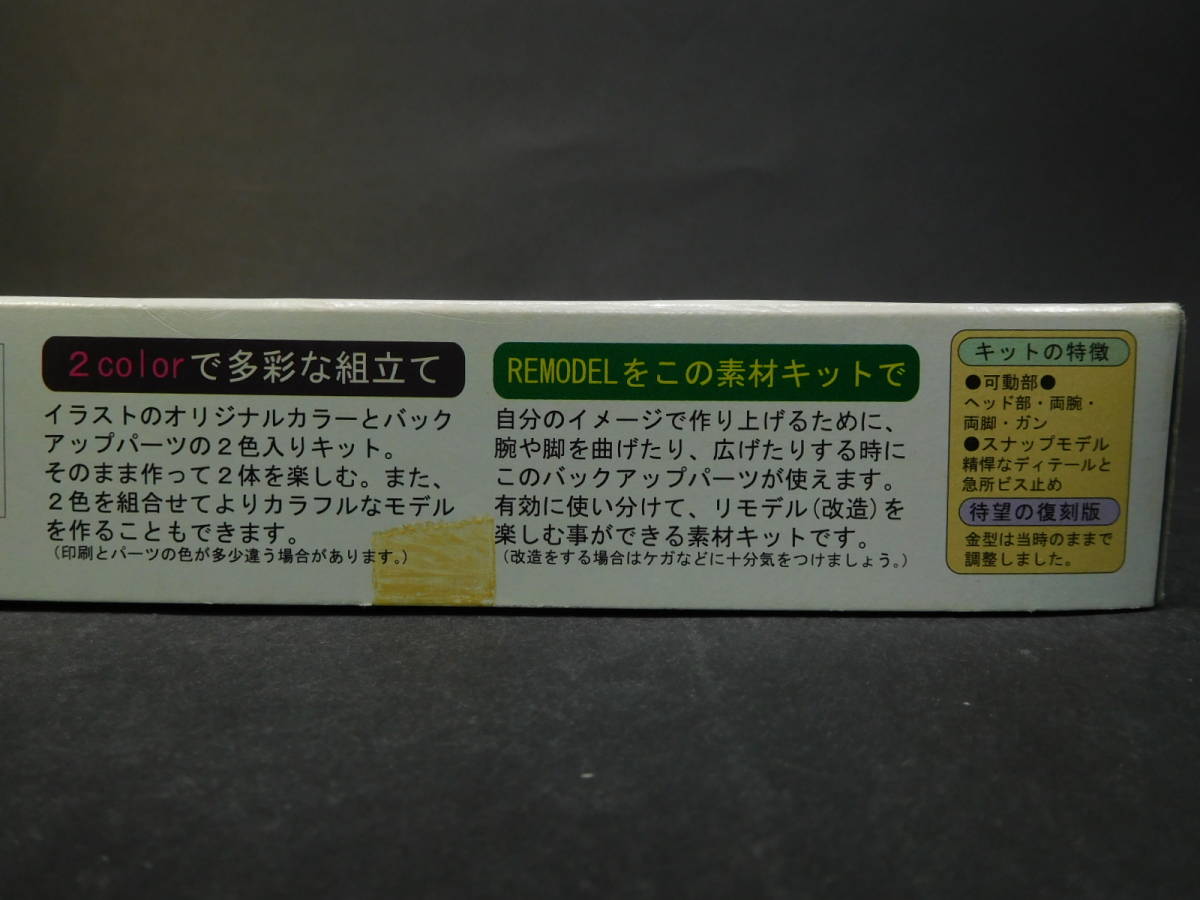 ２colorで多彩な組立て
イラストのオリジナルカラーとバック
アップパーツの２色入りキット。
そのまま作って２体を楽しむ。また、
２色を組合せてよりカラフルなモデル
を作ることもできます。
（印刷とパーツの色が多少違う場合があります。）
REMODELをこの素材キットで
自分のイメージで作り上げるために、
腕や脚を曲げたり、広げたりする時に
このバックアップパーツが使えます。
有効に使い分けて、リモデル(改造)を
楽しむ事ができる素材キットです。
（改造をする場合はケガなどに十分気をつけましょう。）
キットの特徴
●可動部●
ヘッド部・両腕・
両脚・ガン
●スナップモデル
精悍なディテールと
急所ビス止め
待望の復刻版
金型は当時のままで
調整しました。